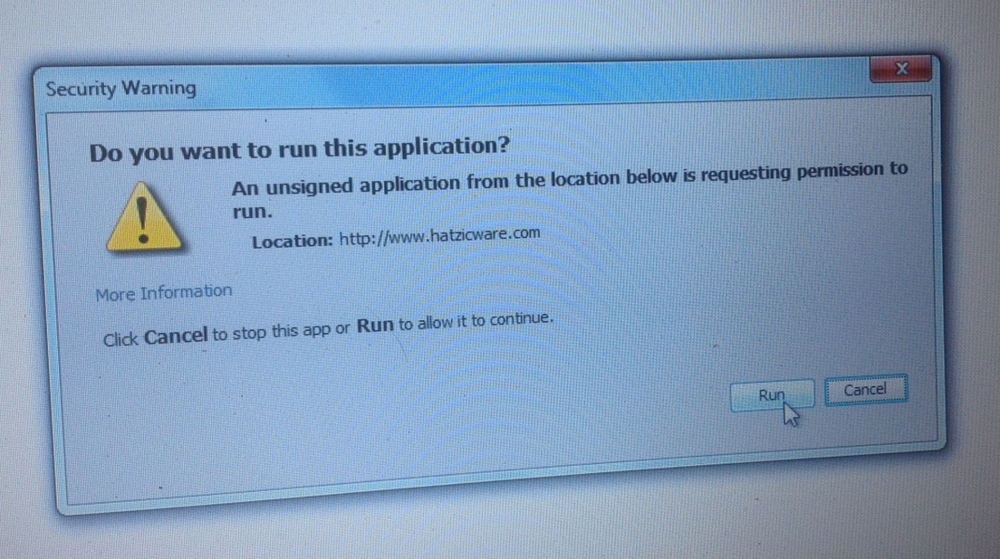 Security Warning
Do you want to run this application?
An unsigned application from the location below is requesting permission to
run.
Location: http://www.hatzicware.com
More Information
Click Cancel to stop this app or Run to allow it to continue.
Run Cancel